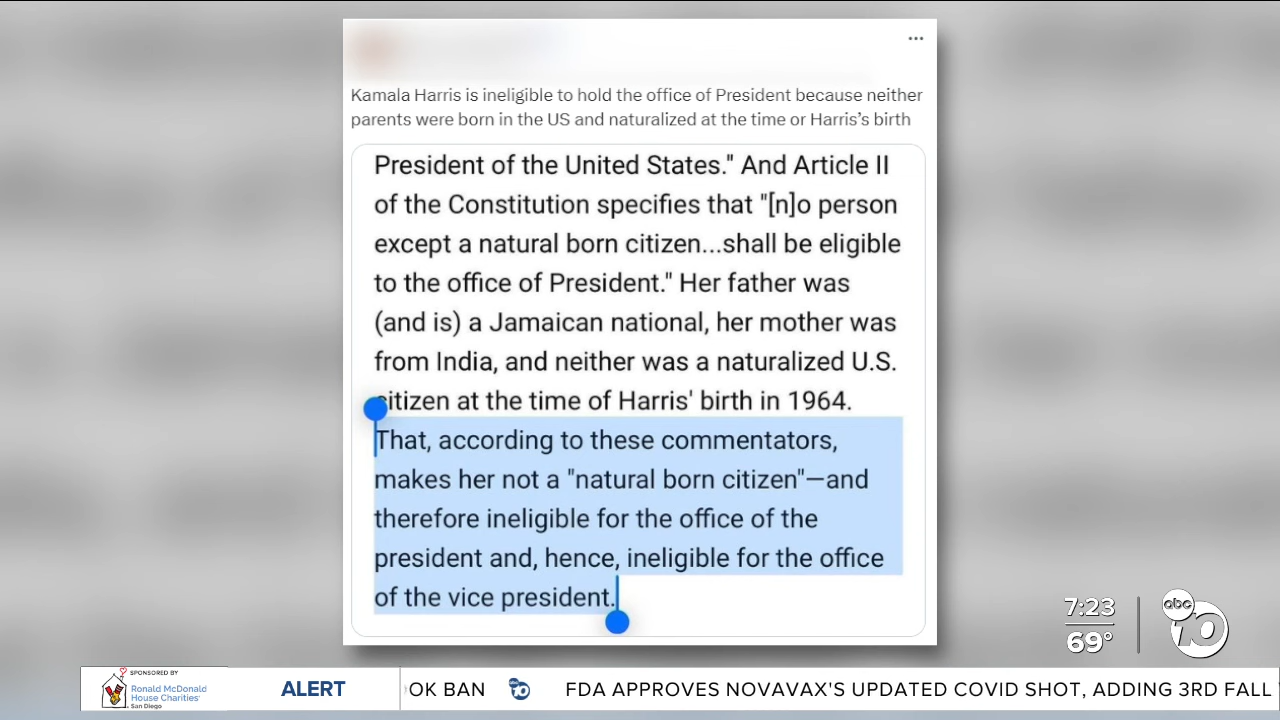 Kamala Harris is ineligible to hold the office of President because neither
parents were born in the US and naturalized at the time or Harris's birth
President of the United States." And Article II
of the Constitution specifies that "[n]o person
except a natural born citizen...shall be eligible
to the office of President." Her father was
(and is) a Jamaican national, her mother was
from India, and neither was a naturalized U.S.
citizen at the time of Harris' birth in 1964.
That, according to these commentators,
makes her not a "natural born citizen"—and
therefore ineligible for the office of the
president and, hence, ineligible for the office
of the vice president.
7:23
69°
abc
10
SPONSORED BY
Ronald McDonald
House Charities
San Diego
ALERT
OK BAN
abc 10
FDA APPROVES NOVAVAX'S UPDATED COVID SHOT, ADDING 3RD FALL